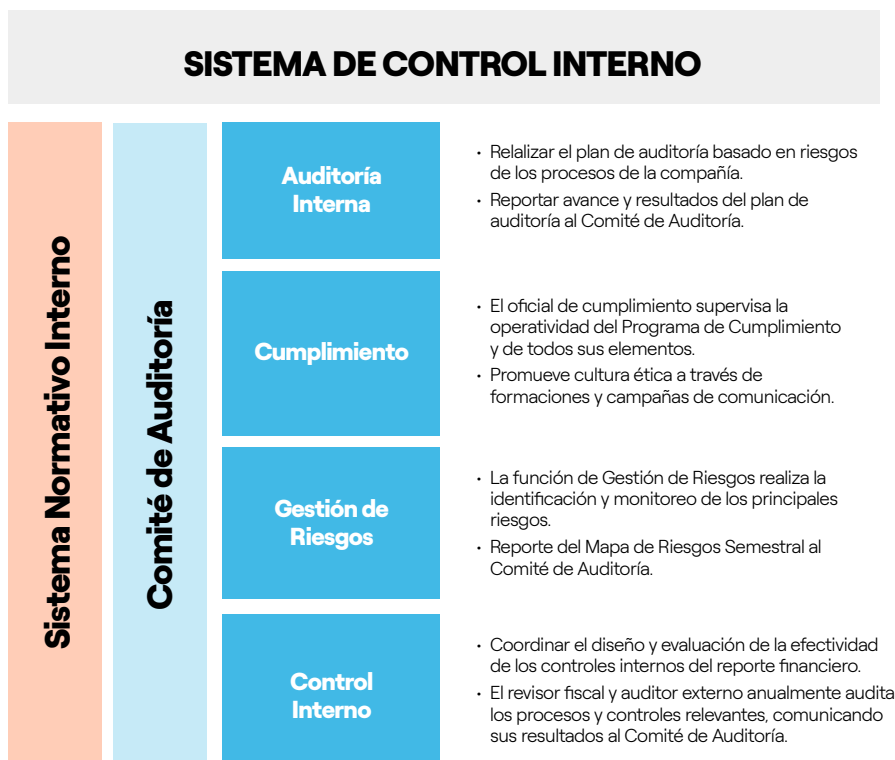 SISTEMA DE CONTROL INTERNO
Sistema Normativo Interno
Comité de Auditoría
Auditoría
Interna
• Relalizar el plan de auditoría basado en riesgos
de los procesos de la compañía.
• Reportar avance y resultados del plan de
auditoría al Comité de Auditoría.
Cumplimiento
• El oficial de cumplimiento supervisa la
operatividad del Programa de Cumplimiento
y de todos sus elementos.
• Promueve cultura ética a través de
formaciones y campañas de comunicación.
Gestión de
Riesgos
• La función de Gestión de Riesgos realiza la
identificación y monitoreo de los principales
riesgos.
• Reporte del Mapa de Riesgos Semestral al
Comité de Auditoría.
Control
Interno
• Coordinar el diseño y evaluación de la efectividad
de los controles internos del reporte financiero.
• El revisor fiscal y auditor externo anualmente audita
los procesos y controles relevantes, comunicando
sus resultados al Comité de Auditoría.